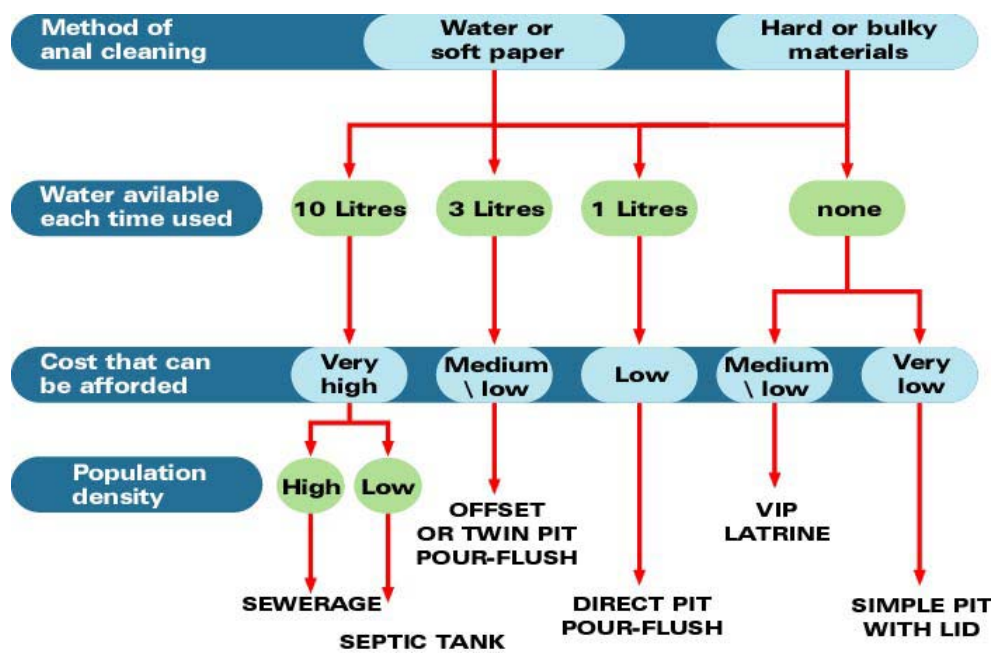 Method of
anal cleaning
Water or
soft paper
Hard or bulky
materials
Water avilable
each time used
10 Litres
3 Litres
1 Litres
none
Cost that can
be afforded
Very
high
Medium
\ low
Low
Medium
\ low
Very
low
Population
density
High
Low
OFFSET
OR TWIN PIT
POUR-FLUSH
VIP
LATRINE
SEWERAGE
SEPTIC TANK
DIRECT PIT
POUR-FLUSH
SIMPLE PIT
WITH LID